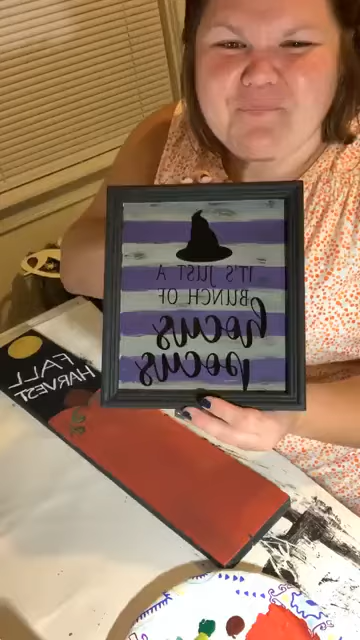 IT'S JUST A
BUNCH OF
hocus
pocus
FALL
HARVEST